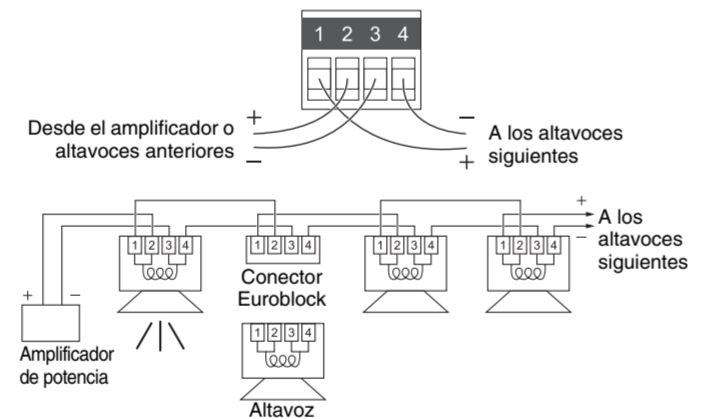 1 2 3 4
+
Desde el amplificador o
altavoces anteriores
−
−
A los altavoces
siguientes
+
+
A los
altavoces
siguientes
−
1 2 3 4
1 2 3 4
1 2 3 4
1 2 3 4
Conector
Euroblock
+ −
Amplificador
de potencia
1 2 3 4
Altavoz